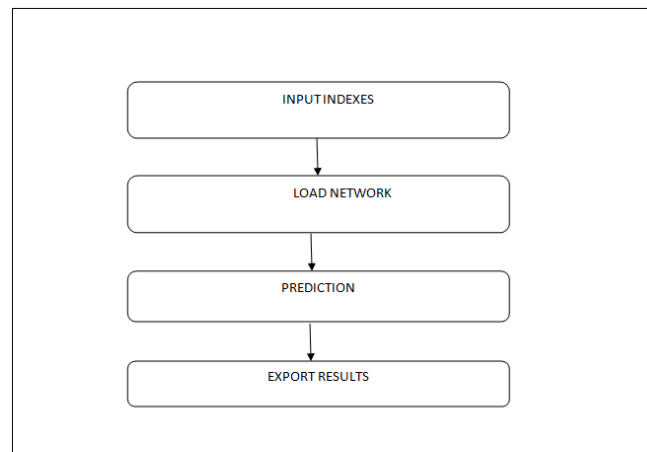 INPUT INDEXES
LOAD NETWORK
PREDICTION
EXPORT RESULTS